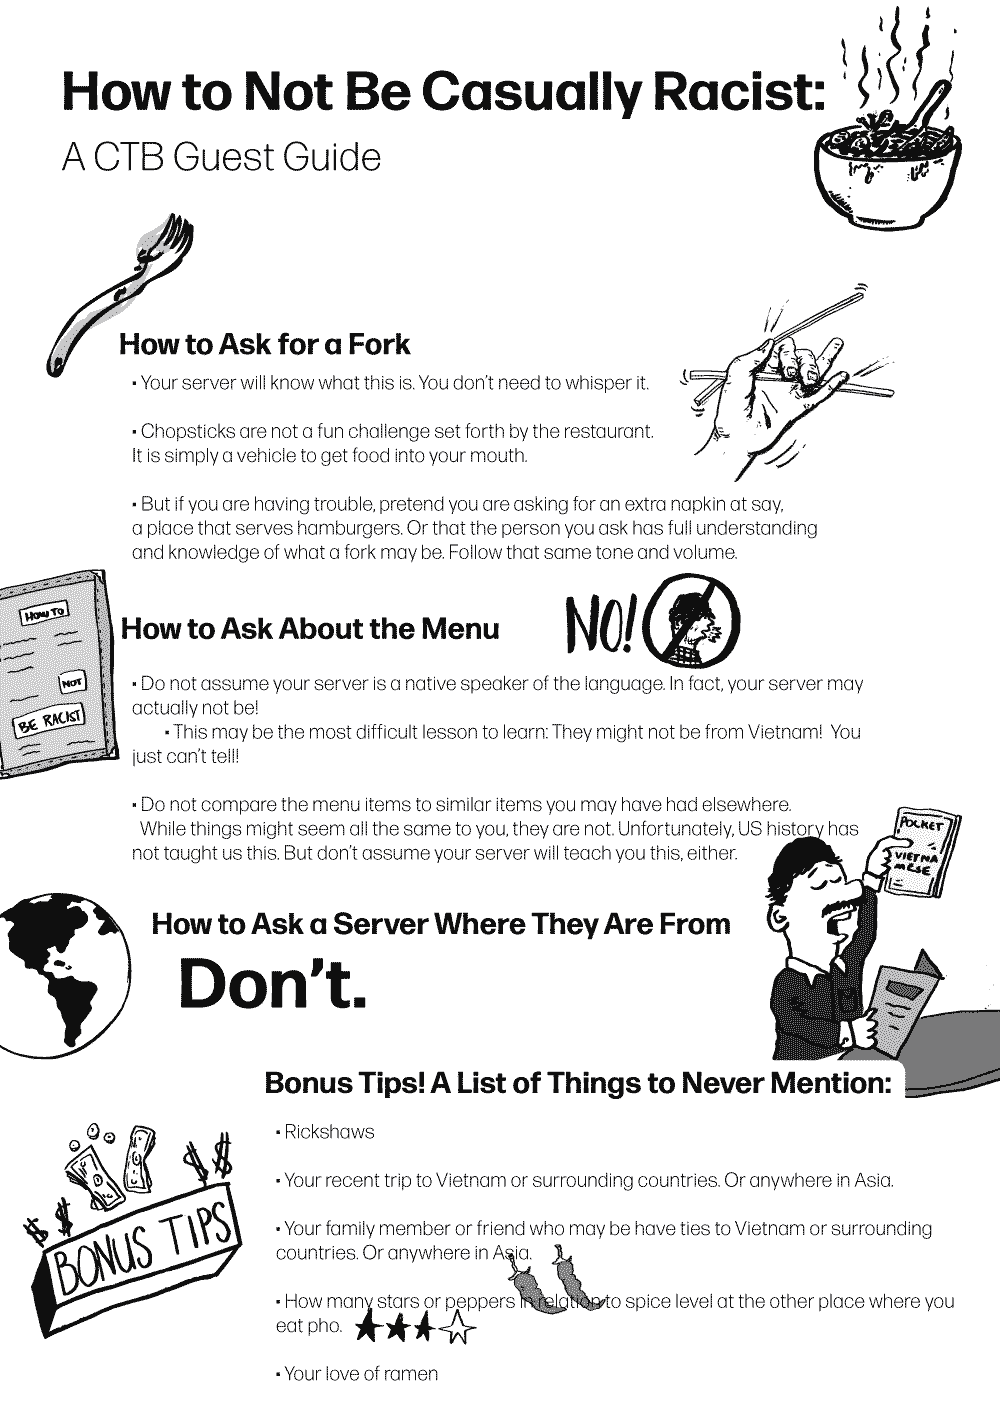 How to Not Be Casually Racist:
A CTB Guest Guide
How to Ask for a Fork
▪ Your server will know what this is. You don't need to whisper it.
▪ Chopsticks are not a fun challenge set forth by the restaurant.
It is simply a vehicle to get food into your mouth.
▪ But if you are having trouble, pretend you are asking for an extra napkin at say,
a place that serves hamburgers. Or that the person you ask has full understanding
and knowledge of what a fork may be. Follow that same tone and volume.
HOW TO
NOT
BE RACIST
How to Ask About the Menu
NO!
▪ Do not assume your server is a native speaker of the language. In fact, your server may
actually not be!
▪ This may be the most difficult lesson to learn: They might not be from Vietnam! You
just can't tell!
▪ Do not compare the menu items to similar items you may have had elsewhere.
While things might seem all the same to you, they are not. Unfortunately, US history has
not taught us this. But don't assume your server will teach you this, either.
POCKET
VIETNA
MESE
How to Ask a Server Where They Are From
Don't.
Bonus Tips! A List of Things to Never Mention:
$ $
$ $
BONUS TIPS
▪ Rickshaws
▪ Your recent trip to Vietnam or surrounding countries. Or anywhere in Asia.
▪ Your family member or friend who may be have ties to Vietnam or surrounding
countries. Or anywhere in Asia.
▪ How many stars or peppers in relation to spice level at the other place where you
eat pho.
▪ Your love of ramen